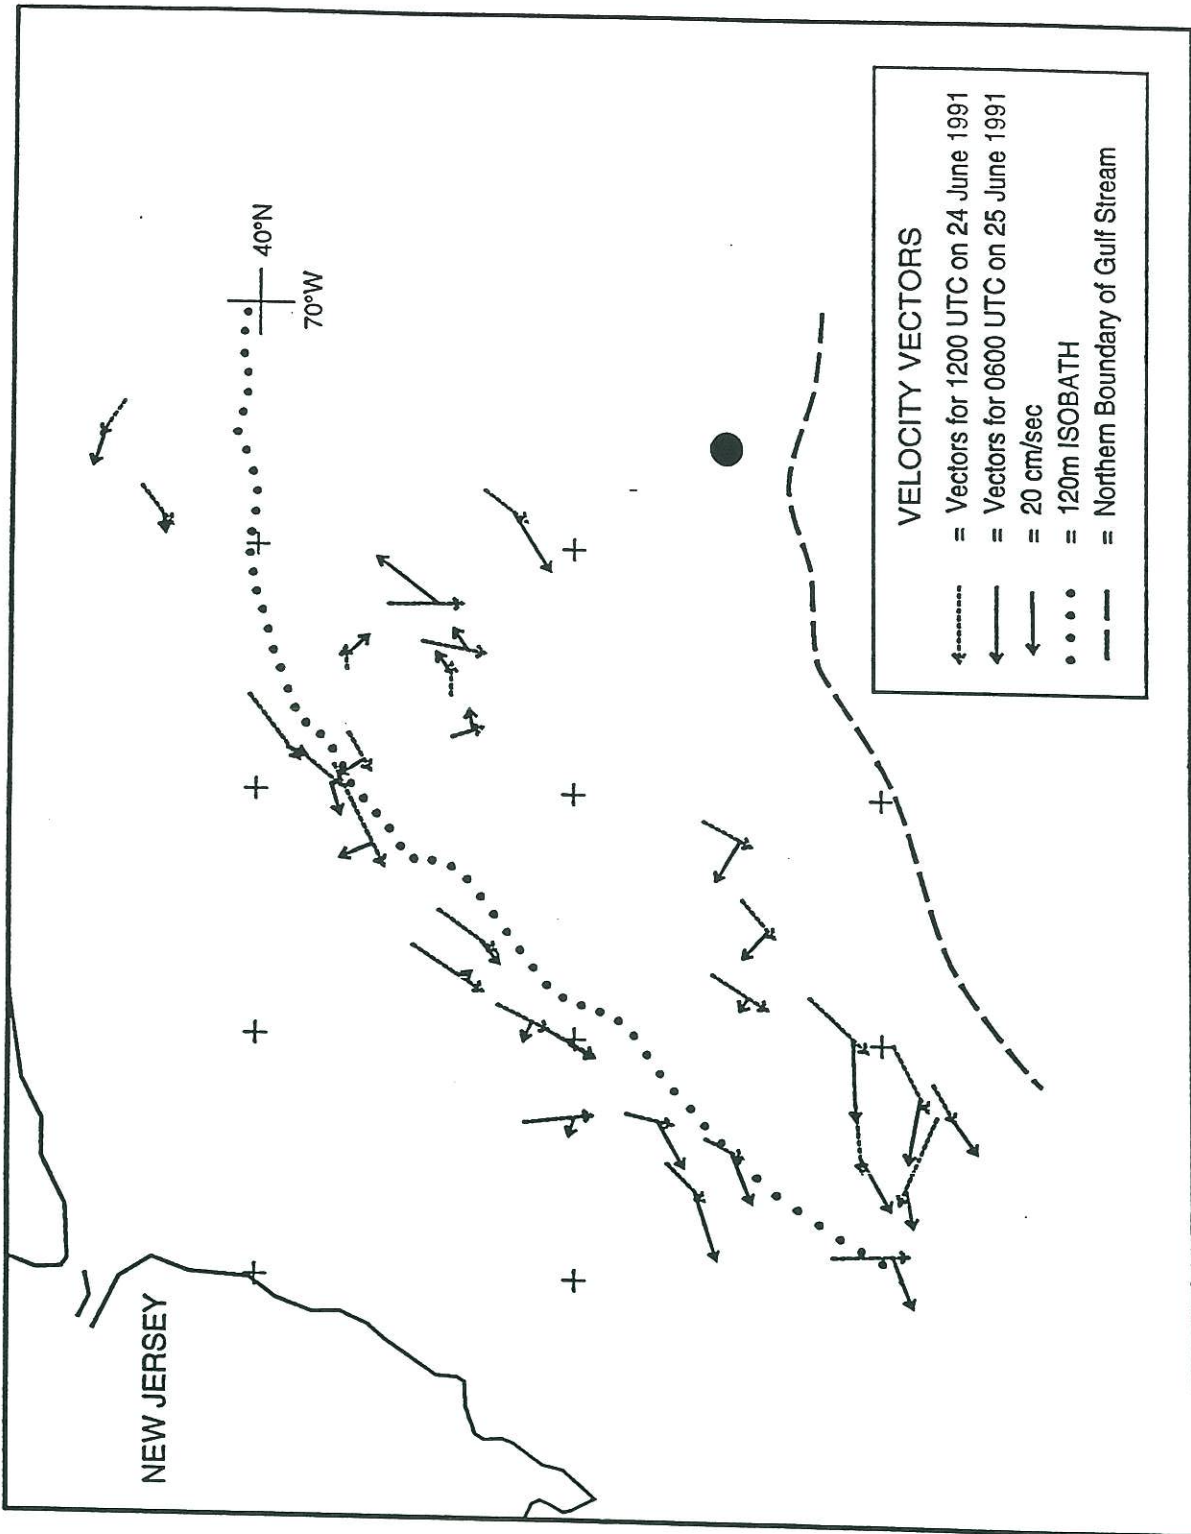 NEW JERSEY
40°N
70°W
VELOCITY VECTORS
= Vectors for 1200 UTC on 24 June 1991
= Vectors for 0600 UTC on 25 June 1991
= 20 cm/sec
= 120m ISOBATH
= Northern Boundary of Gulf Stream